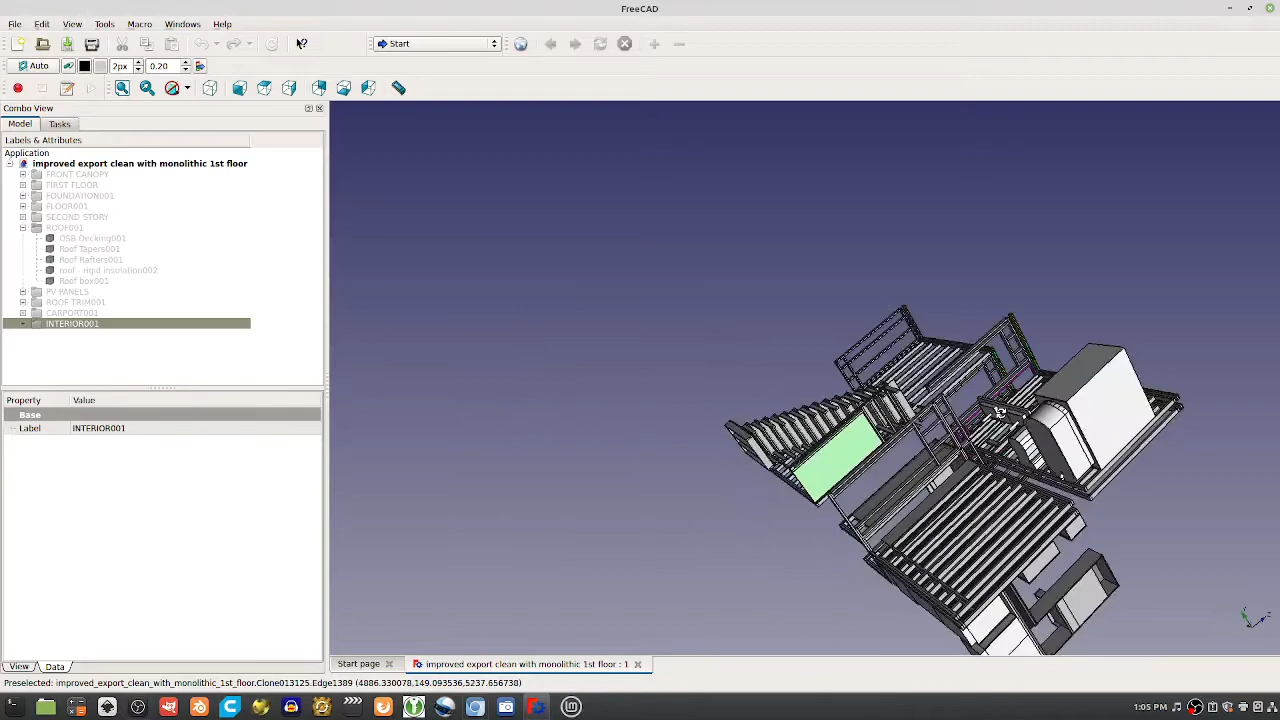 FreeCAD
File Edit View Tools Macro Windows Help
Start
Auto 2px 0.20
Combo View
Model Tasks
Labels & Attributes
Application
improved export clean with monolithic 1st floor
FRONT CANOPY
FIRST FLOOR
FOUNDATION001
FLOOR001
SECOND STORY
ROOF001
OSB Decking001
Roof Tapers001
Roof Rafters001
roof - rigid insulation002
Roof box001
PV PANELS
ROOF TRIM001
CARPORT001
INTERIOR001
Property Value
Base
Label INTERIOR001
View Data
Start page improved export clean with monolithic 1st floor : 1
Preselected: improved_export_clean_with_monolithic_1st_floor.Clone013125.Edge1389 (4886.330078,149.093536,5237.656738)
1:05 PM